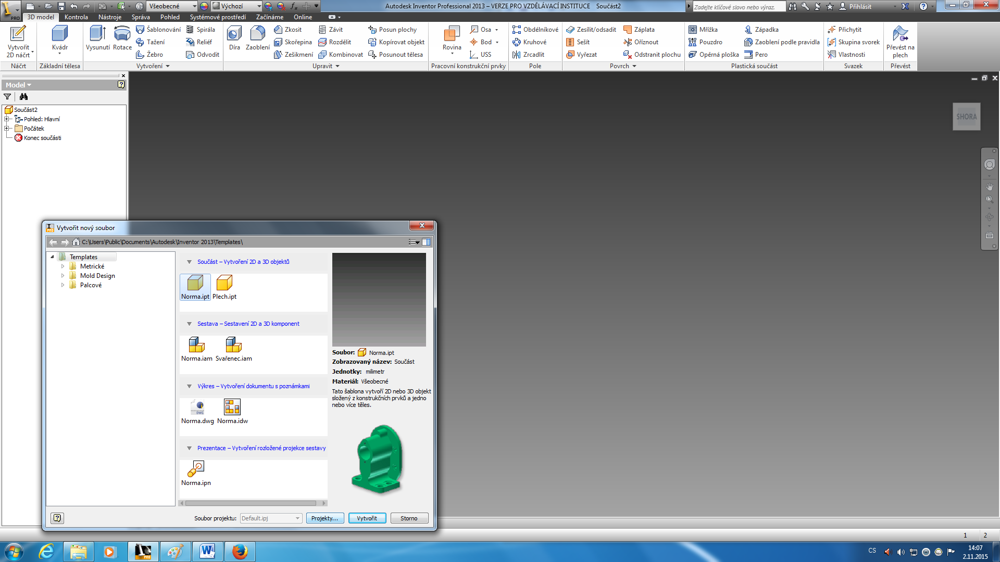 PRO
Všeobecné
Výchozí
Autodesk Inventor Professional 2013 – VERZE PRO VZDĚLÁVACÍ INSTITUCE Součást2
Zadejte klíčové slovo nebo výraz.
Přihlásit
3D model Kontrola Nástroje Správa Pohled Systémové prostředí Začínáme Online
Vytvořit
2D náčrt
Náčrt
Kvádr
Základní tělesa
Vysunutí
Rotace
Šablonování
Tažení
Žebro
Spirála
Reliéf
Odvodit
Vytvoření
Díra
Zaoblení
Zkosit
Skořepina
Zešikmení
Závit
Rozdělit
Kombinovat
Posun plochy
Kopírovat objekt
Posunout tělesa
Upravit
Rovina
Osa
Bod
USS
Pracovní konstrukční prvky
Obdélníkové
Kruhové
Zrcadlit
Pole
Zesílit/odsadit
Sešít
Vyřezat
Záplata
Oříznout
Odstranit plochu
Povrch
Mřížka
Pouzdro
Opěrná ploška
Západka
Zaoblení podle pravidla
Pero
Plastická součást
Přichytit
Skupina svorek
Vlastnosti
Svazek
Převést na
plech
Převést
Model
Součást2
Pohled: Hlavní
Počátek
Konec součásti
SHORA
Vytvořit nový soubor
C:\Users\Public\Documents\Autodesk\Inventor 2013\Templates\
Templates
Metrické
Mold Design
Palcové
Součást – Vytvoření 2D a 3D objektů
Norma.ipt Plech.ipt
Sestava – Sestavení 2D a 3D komponent
Norma.iam Svařenec.iam
Výkres – Vytvoření dokumentu s poznámkami
DWG
Norma.dwg Norma.idw
Prezentace – Vytvoření rozložené projekce sestavy
Norma.ipn
Soubor: Norma.ipt
Zobrazovaný název: Součást
Jednotky: milimetr
Materiál: Všeobecné
Tato šablona vytvoří 2D nebo 3D objekt
složený z konstrukčních prvků a jedno
nebo více těles.
Soubor projektu: Default.ipj
Projekty...
Vytvořit
Storno
1 2
CS
14:07
2.11.2015